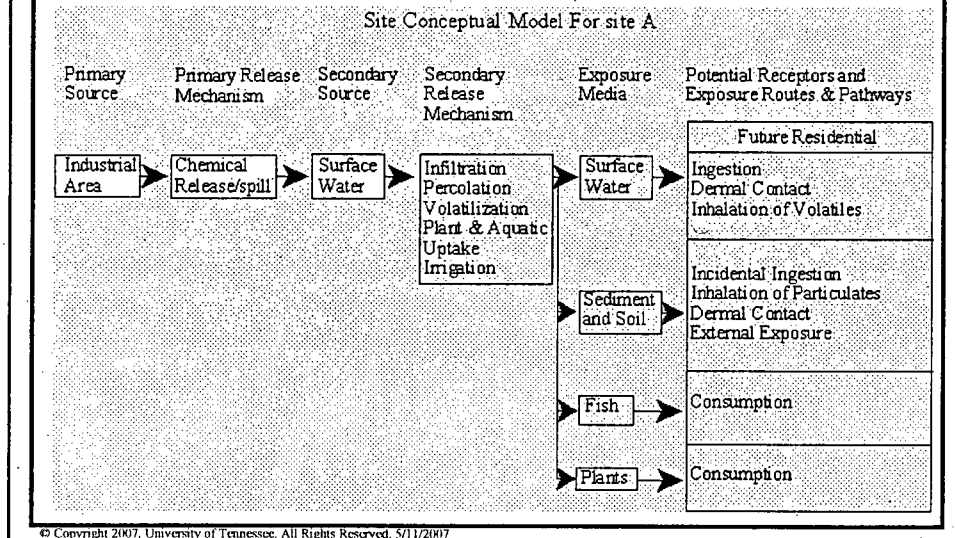 Site Conceptual Model For site A
Primary
Source
Primary Release
Mechanism
Secondary
Source
Secondary
Release
Mechanism
Exposure
Media
Potential Receptors and
Exposure Routes & Pathways
Future Residential
Industrial
Area
Chemical
Release/spill
Surface
Water
Infiltration
Percolation
Volatilization
Plant & Aquatic
Uptake
Irrigation
Surface
Water
Ingestion
Dermal Contact
Inhalation of Volatiles
Sediment
and Soil
Incidental Ingestion
Inhalation of Particulates
Dermal Contact
External Exposure
Fish
Consumption
Plants
Consumption
© Copyright 2007, University of Tennessee, All Rights Reserved, 5/11/2007